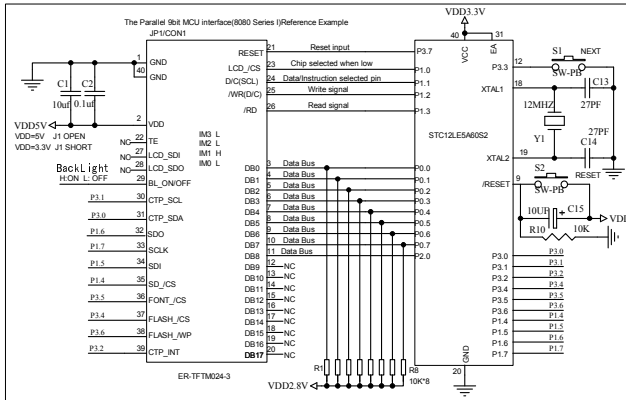 The Parallel 9bit MCU interface(8080 Series I)Reference Example
JP1/CON1
1 GND
40 GND
C1 C2
10uf 0.1uf
VDD5V
2 VDD
VDD=5V J1 OPEN
VDD=3.3V J1 SHORT
NC 22 TE
NC 27 LCD_SDI
NC 28 LCD_SDO
BackLight
H:ON L: OFF
29 BL_ON/OFF
P3.1 30 CTP_SCL
P3.0 31 CTP_SDA
P1.6 32 SDO
P1.7 33 SCLK
P1.5 34 SDI
P1.4 35 SD_/CS
P3.5 36 FONT_/CS
P3.4 37 FLASH_/CS
P3.6 38 FLASH_/WP
P3.2 39 CTP_INT
ER-TFTM024-3
RESET 21 Reset input P3.7
LCD_/CS 23 Chip selected when low P1.0
D/C(SCL) 24 Data/Instruction selected pin P1.1
/WR(D/C) 25 Write signal P1.2
/RD 26 Read signal P1.3
IM3 L
IM2 L
IM1 H
IM0 L
DB0 3 Data Bus P0.0
DB1 4 Data Bus P0.1
DB2 5 Data Bus P0.2
DB3 6 Data Bus P0.3
DB4 7 Data Bus P0.4
DB5 8 Data Bus P0.5
DB6 9 Data Bus P0.6
DB7 10 Data Bus P0.7
DB8 11 Data Bus P2.0
DB9 12 NC
DB10 13 NC
DB11 14 NC
DB12 15 NC
DB13 16 NC
DB14 17 NC
DB15 18 NC
DB16 19 NC
DB17 20 NC
R1 R8
10K*8
VDD2.8V
VDD3.3V
40 31
VCC EA
STC12LE5A60S2
P3.3 12 S1 NEXT
SW-PB
XTAL1 18 C13
12MHZ 27PF
Y1 27PF
C14
XTAL2 19
RESET
/RESET 9 S2
SW-PB
10UF + C15
R10 10K
P3.0 P3.0
P3.1 P3.1
P3.2 P3.2
P3.4 P3.4
P3.5 P3.5
P3.6 P3.6
P1.4 P1.4
P1.5 P1.5
P1.6 P1.6
P1.7 P1.7
GND
20